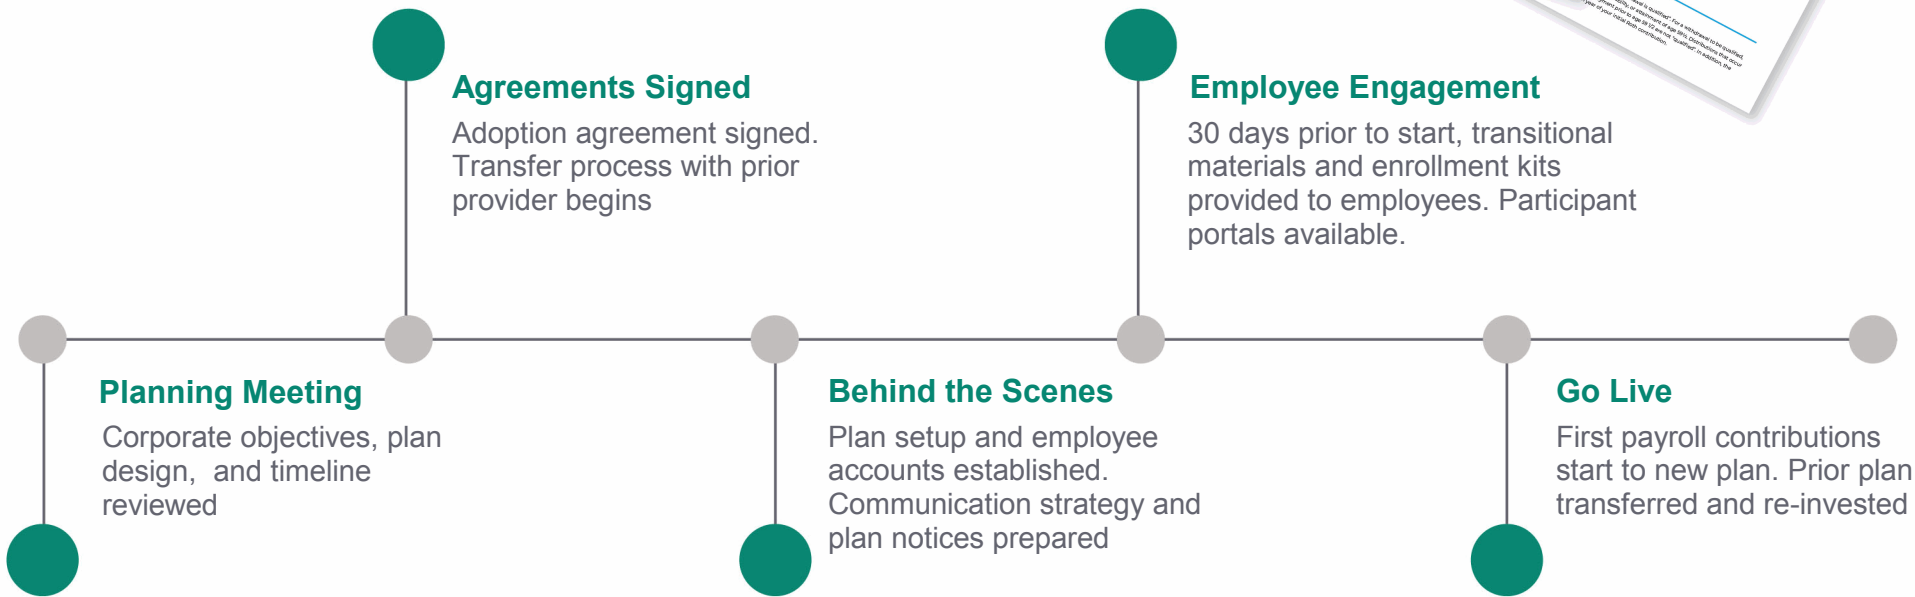 Agreements Signed
Adoption agreement signed.
Transfer process with prior
provider begins
Employee Engagement
30 days prior to start, transitional
materials and enrollment kits
provided to employees. Participant
portals available.
Planning Meeting
Corporate objectives, plan
design,  and timeline
reviewed
Behind the Scenes
Plan setup and employee
accounts established.
Communication strategy and
plan notices prepared
Go Live
First payroll contributions
start to new plan. Prior plan
transferred and re-invested